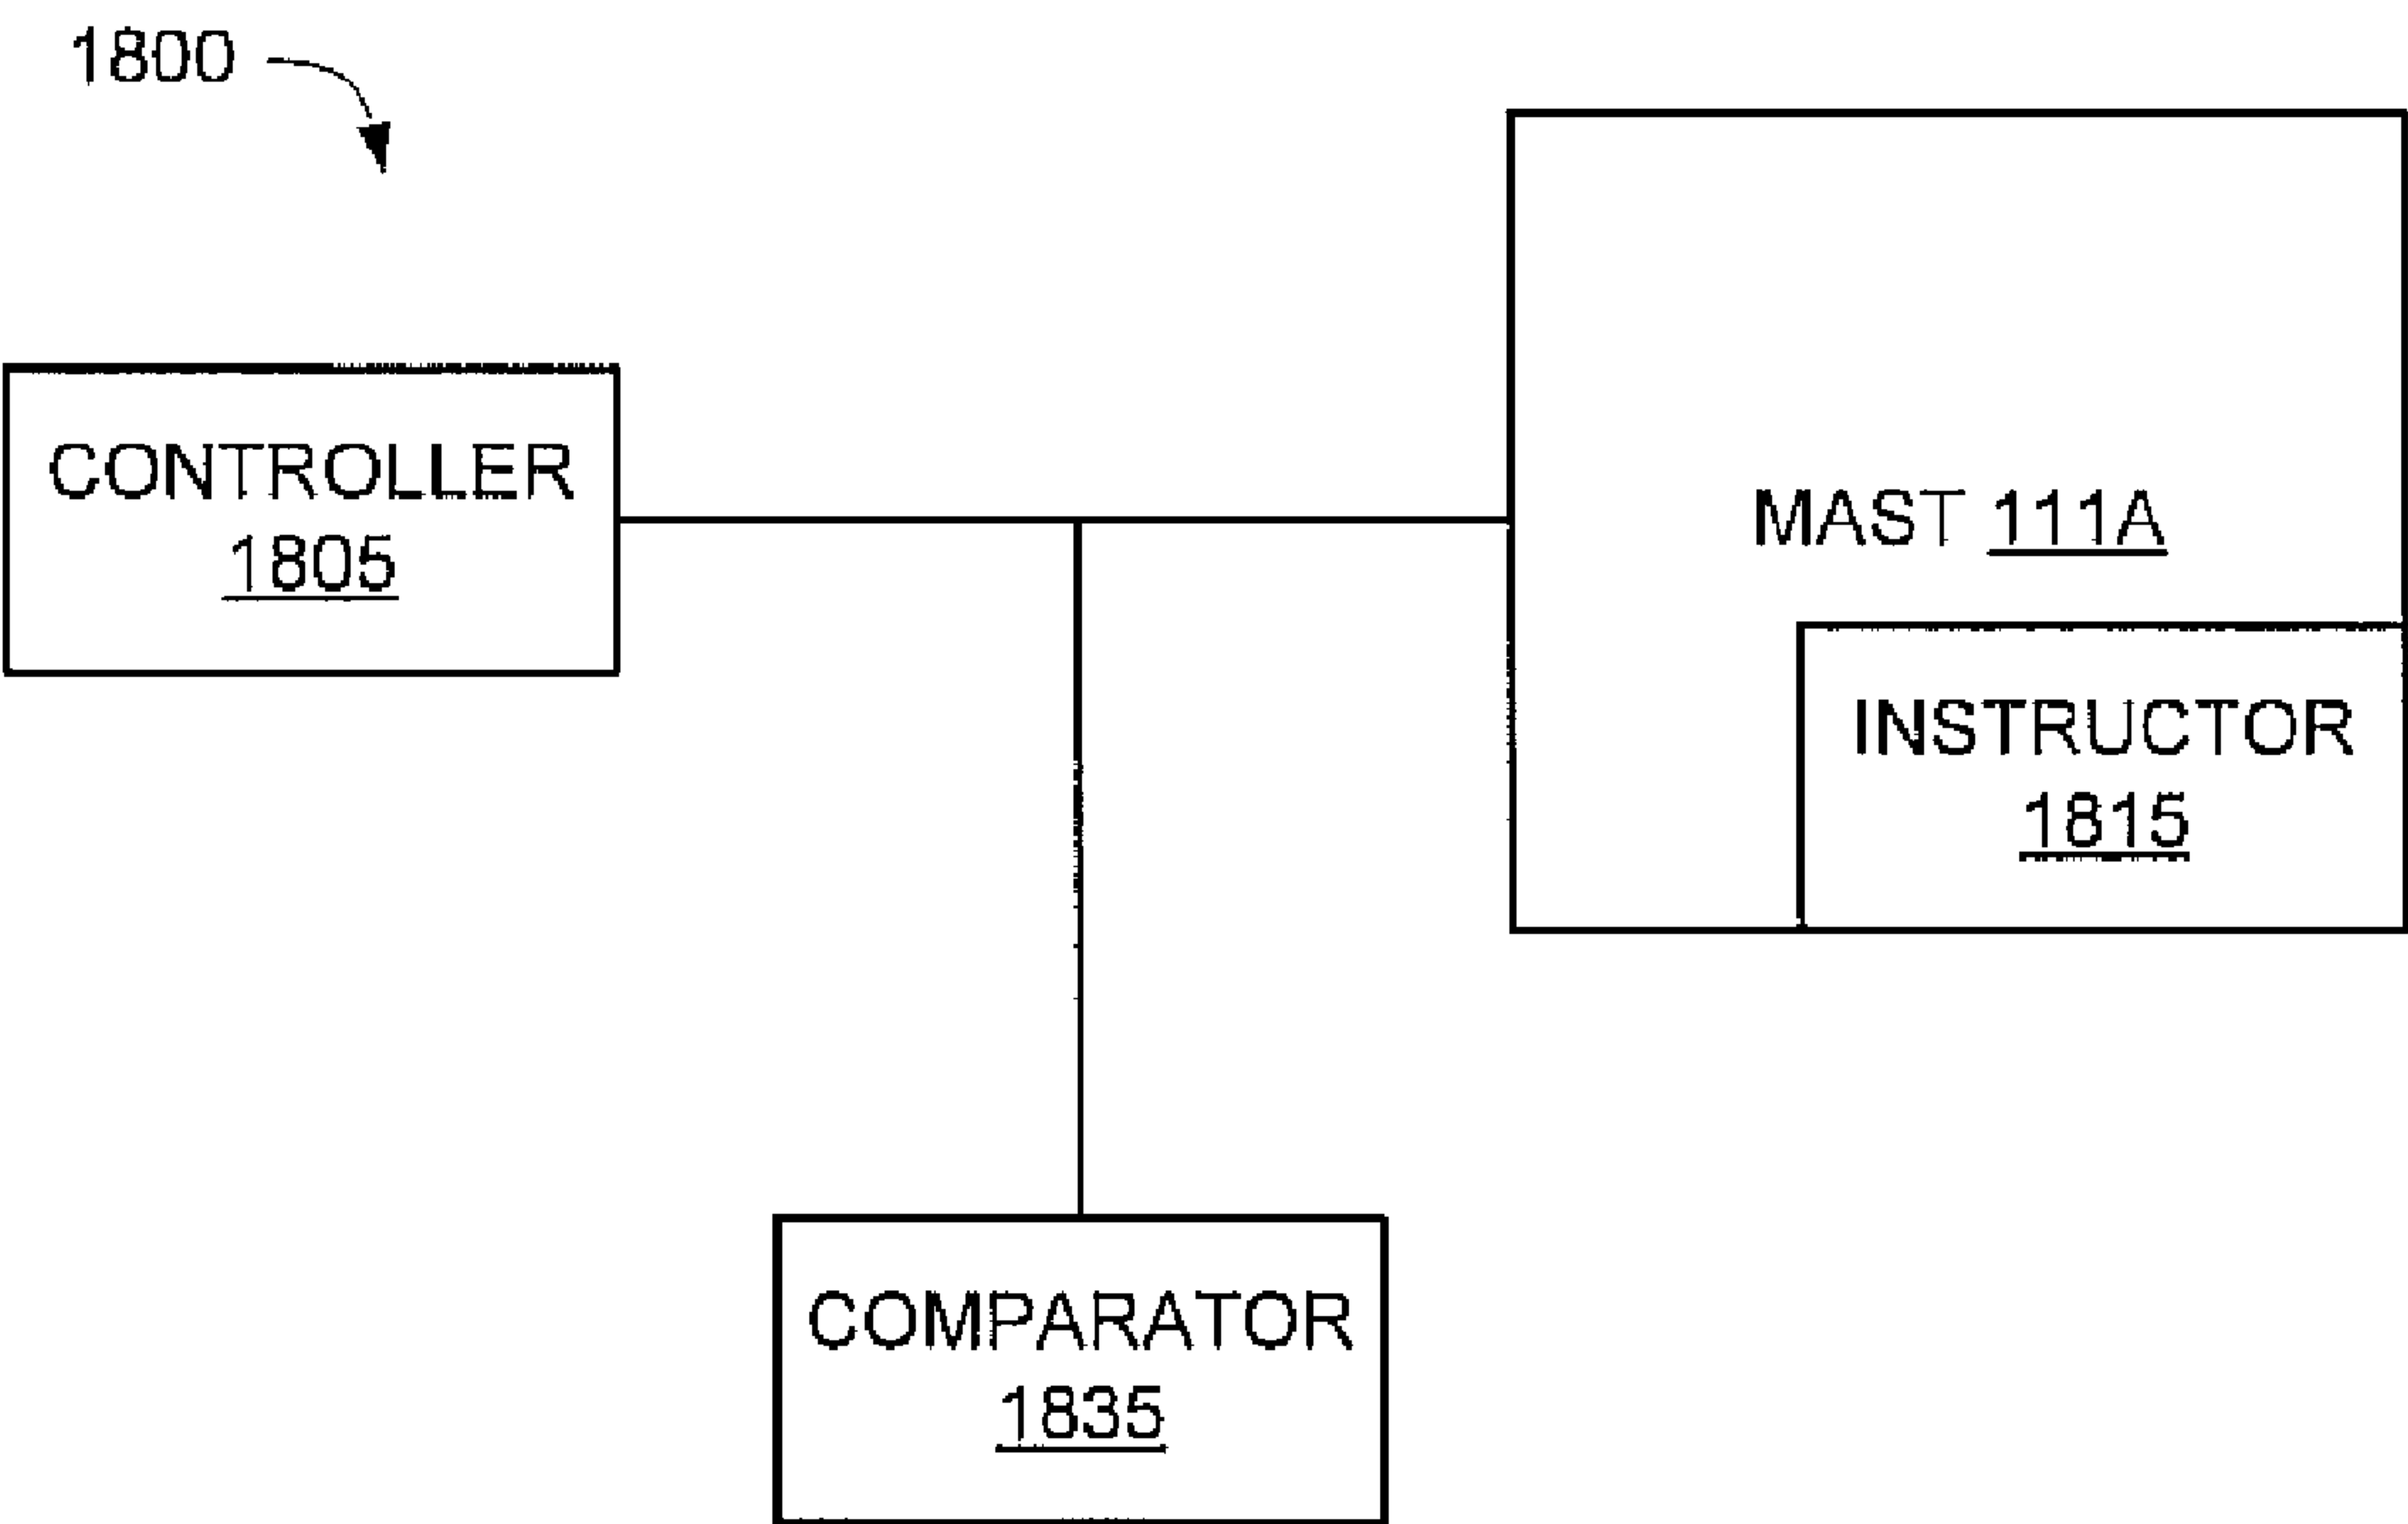 1800
CONTROLLER
1805
MAST 111A
INSTRUCTOR
1815
COMPARATOR
1835